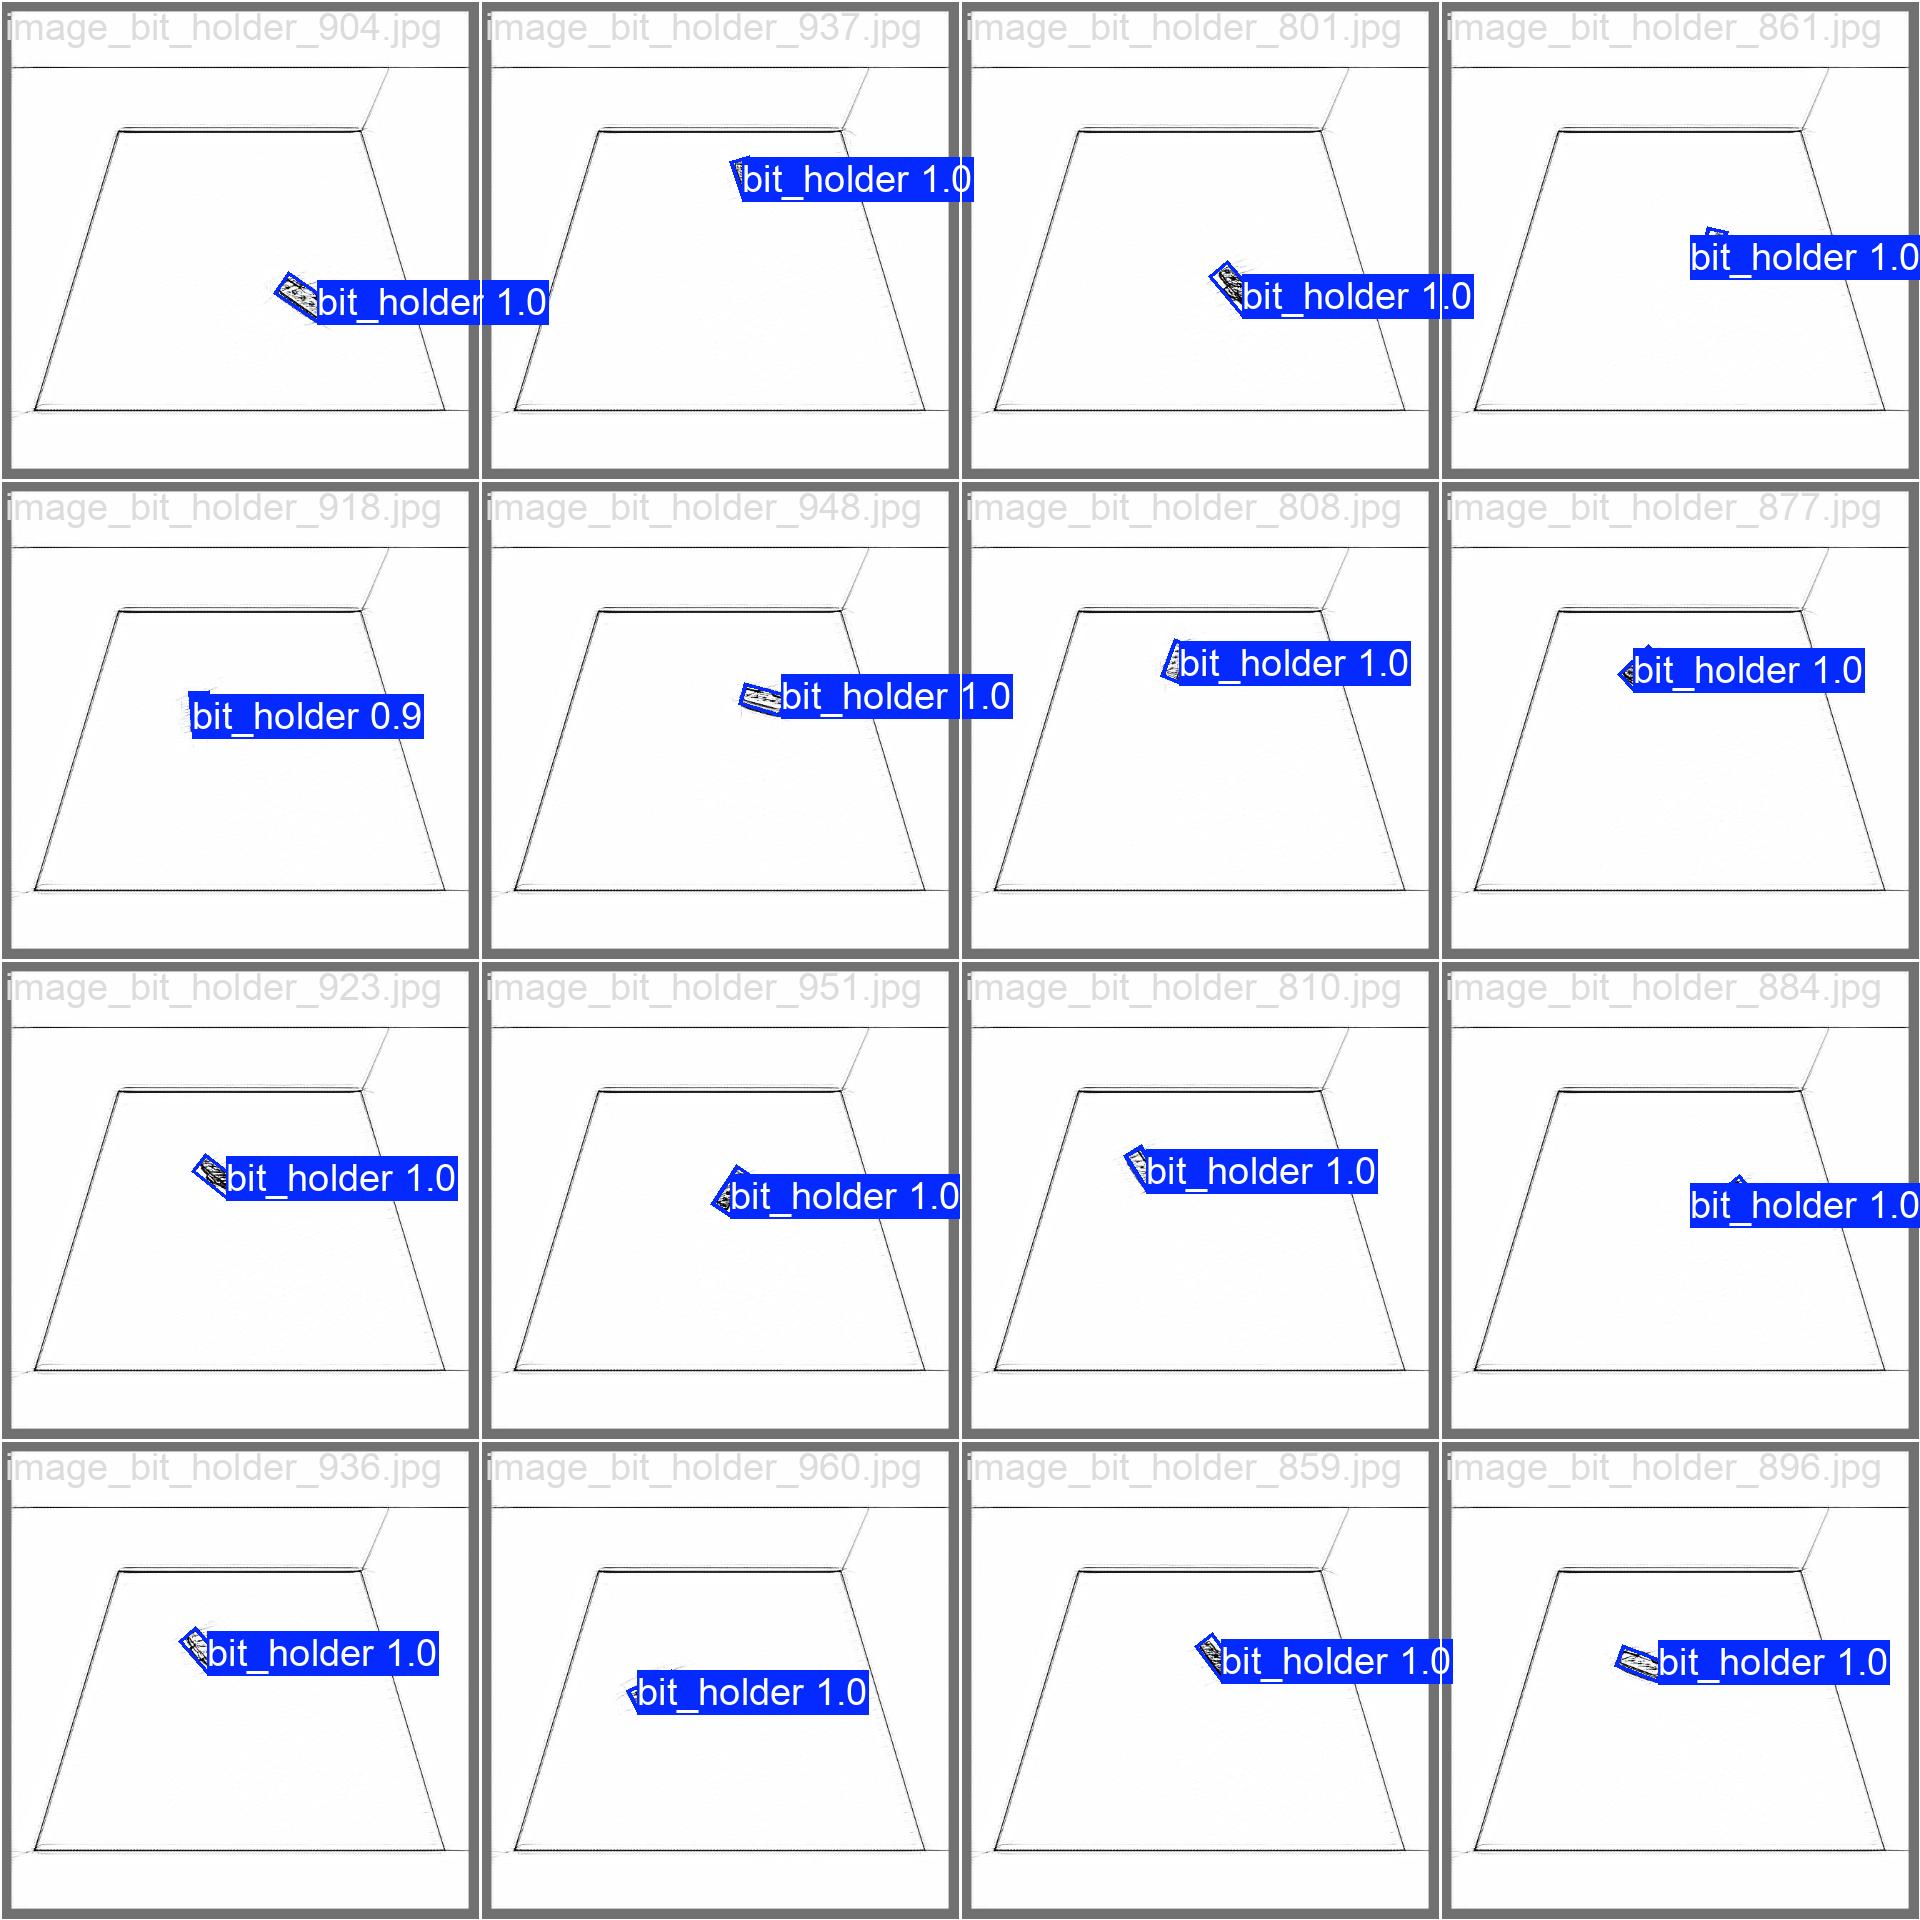 image_bit_holder_904.jpg
bit_holder 1.0
image_bit_holder_937.jpg
bit_holder 1.0
image_bit_holder_801.jpg
bit_holder 1.0
image_bit_holder_861.jpg
bit_holder 1.0
image_bit_holder_918.jpg
bit_holder 0.9
image_bit_holder_948.jpg
bit_holder 1.0
image_bit_holder_808.jpg
bit_holder 1.0
image_bit_holder_877.jpg
bit_holder 1.0
image_bit_holder_923.jpg
bit_holder 1.0
image_bit_holder_951.jpg
bit_holder 1.0
image_bit_holder_810.jpg
bit_holder 1.0
image_bit_holder_884.jpg
bit_holder 1.0
image_bit_holder_936.jpg
bit_holder 1.0
image_bit_holder_960.jpg
bit_holder 1.0
image_bit_holder_859.jpg
bit_holder 1.0
image_bit_holder_896.jpg
bit_holder 1.0